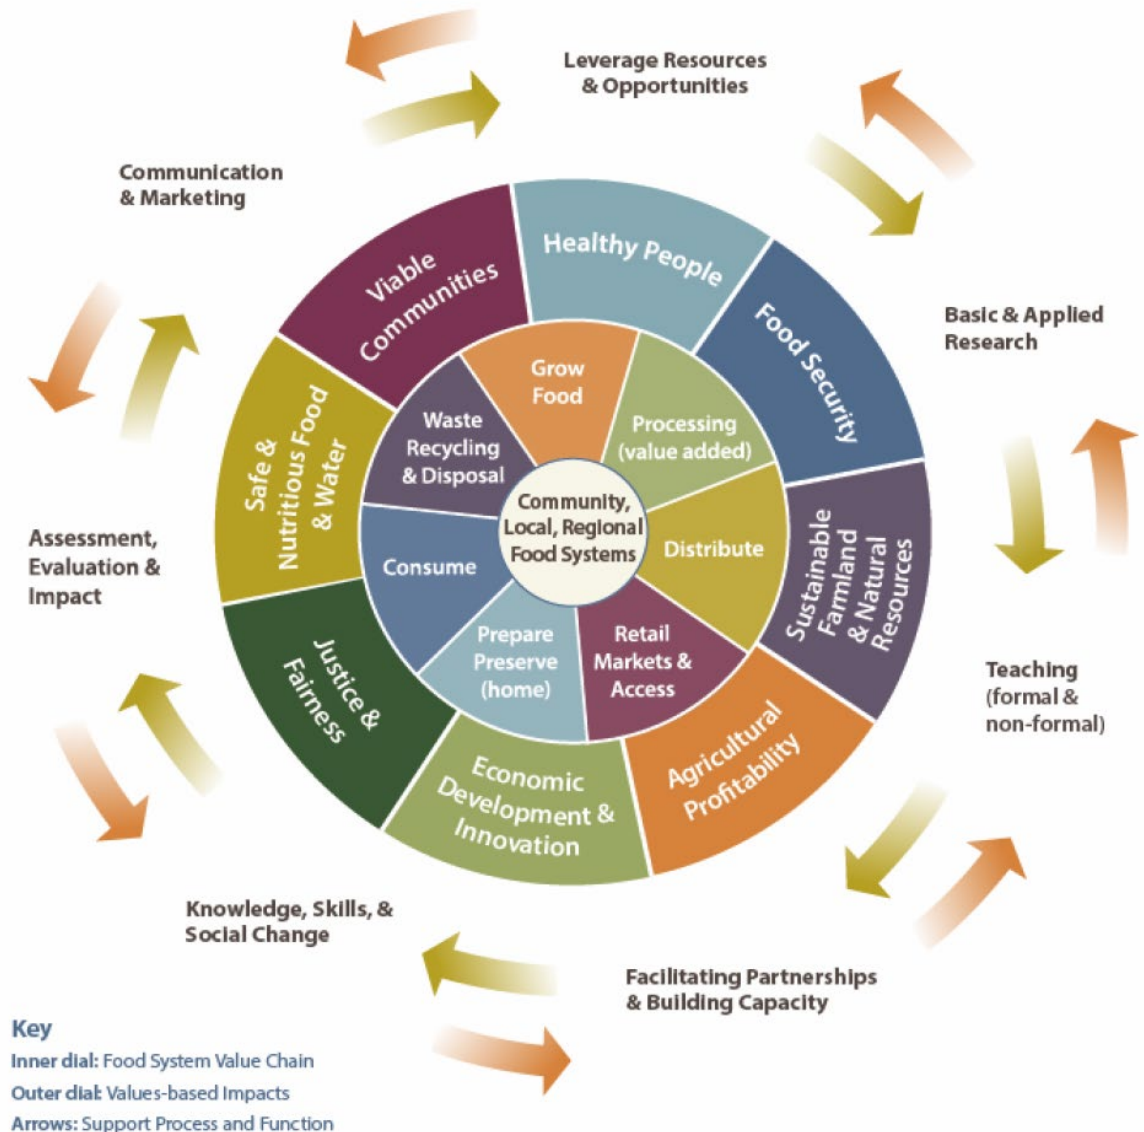 Leverage Resources
& Opportunities
Communication
& Marketing
Healthy People
Viable
Communities
Food Security
Basic & Applied
Research
Grow
Food
Processing
(value added)
Waste
Recycling
& Disposal
Safe &
Nutritious Food
& Water
Community,
Local, Regional
Food Systems
Distribute
Sustainable
Farmland
& Natural
Resources
Assessment,
Evaluation &
Impact
Consume
Prepare
Preserve
(home)
Retail
Markets &
Access
Teaching
(formal &
non-formal)
Justice &
Fairness
Agricultural
Profitability
Economic
Development &
Innovation
Knowledge, Skills, &
Social Change
Facilitating Partnerships
& Building Capacity
Key
Inner dial: Food System Value Chain
Outer dial: Values-based Impacts
Arrows: Support Process and Function